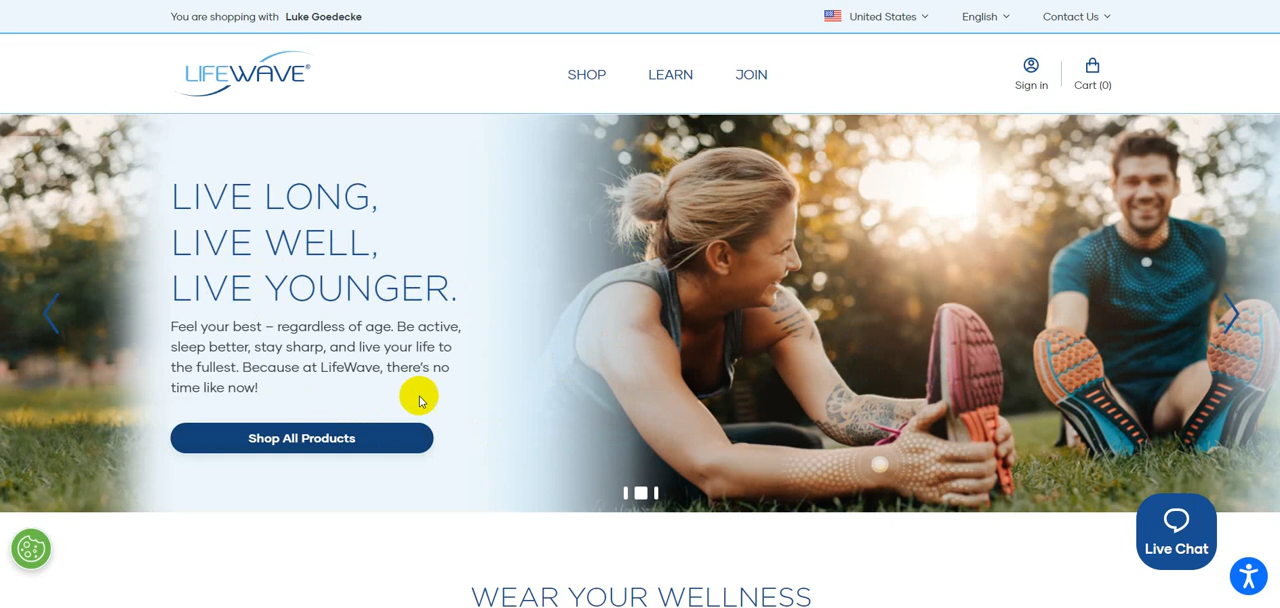 You are shopping with Luke Goedecke
United States
English
Contact Us
LIFEWAVE®
SHOP
LEARN
JOIN
Sign in
Cart (0)
LIVE LONG,
LIVE WELL,
LIVE YOUNGER.
Feel your best – regardless of age. Be active,
sleep better, stay sharp, and live your life to
the fullest. Because at LifeWave, there's no
time like now!
Shop All Products
Live Chat
WEAR YOUR WELLNESS